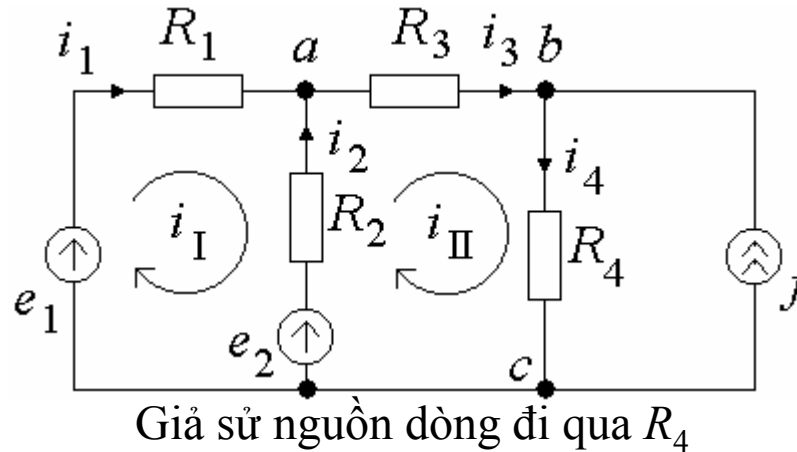 i1 R1 a R3 i3 b
i2 i4
iI R2 iII R4
e1 e2 c j
Giả sử nguồn dòng đi qua R4